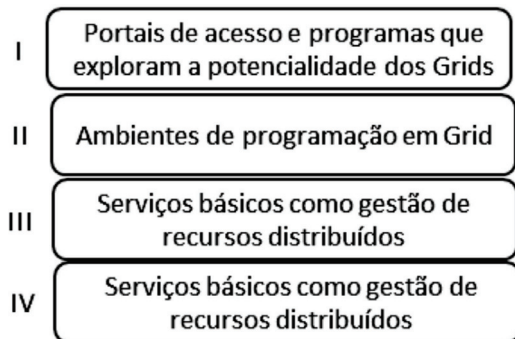 I
Portais de acesso e programas que
exploram a potencialidade dos Grids
II
Ambientes de programação em Grid
III
Serviços básicos como gestão de
recursos distribuídos
IV
Serviços básicos como gestão de
recursos distribuídos